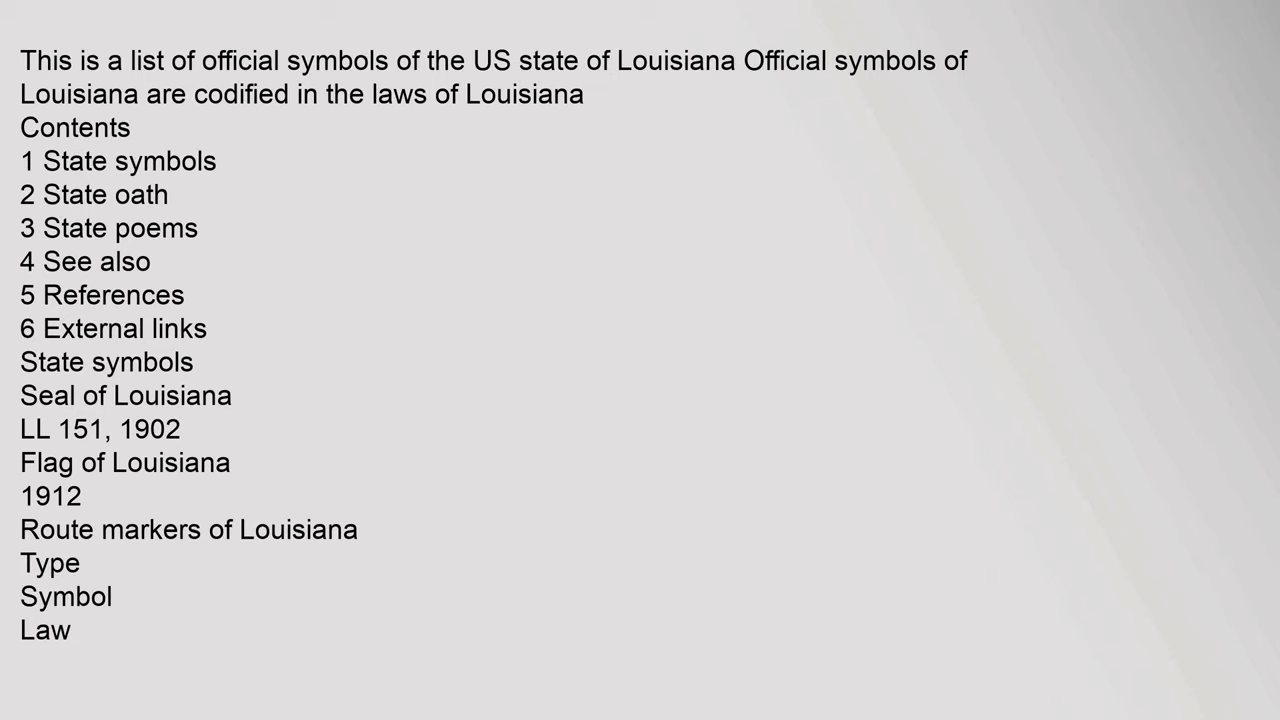 This is a list of official symbols of the US state of Louisiana Official symbols of
Louisiana are codified in the laws of Louisiana
Contents
1 State symbols
2 State oath
3 State poems
4 See also
5 References
6 External links
State symbols
Seal of Louisiana
LL 151, 1902
Flag of Louisiana
1912
Route markers of Louisiana
Type
Symbol
Law